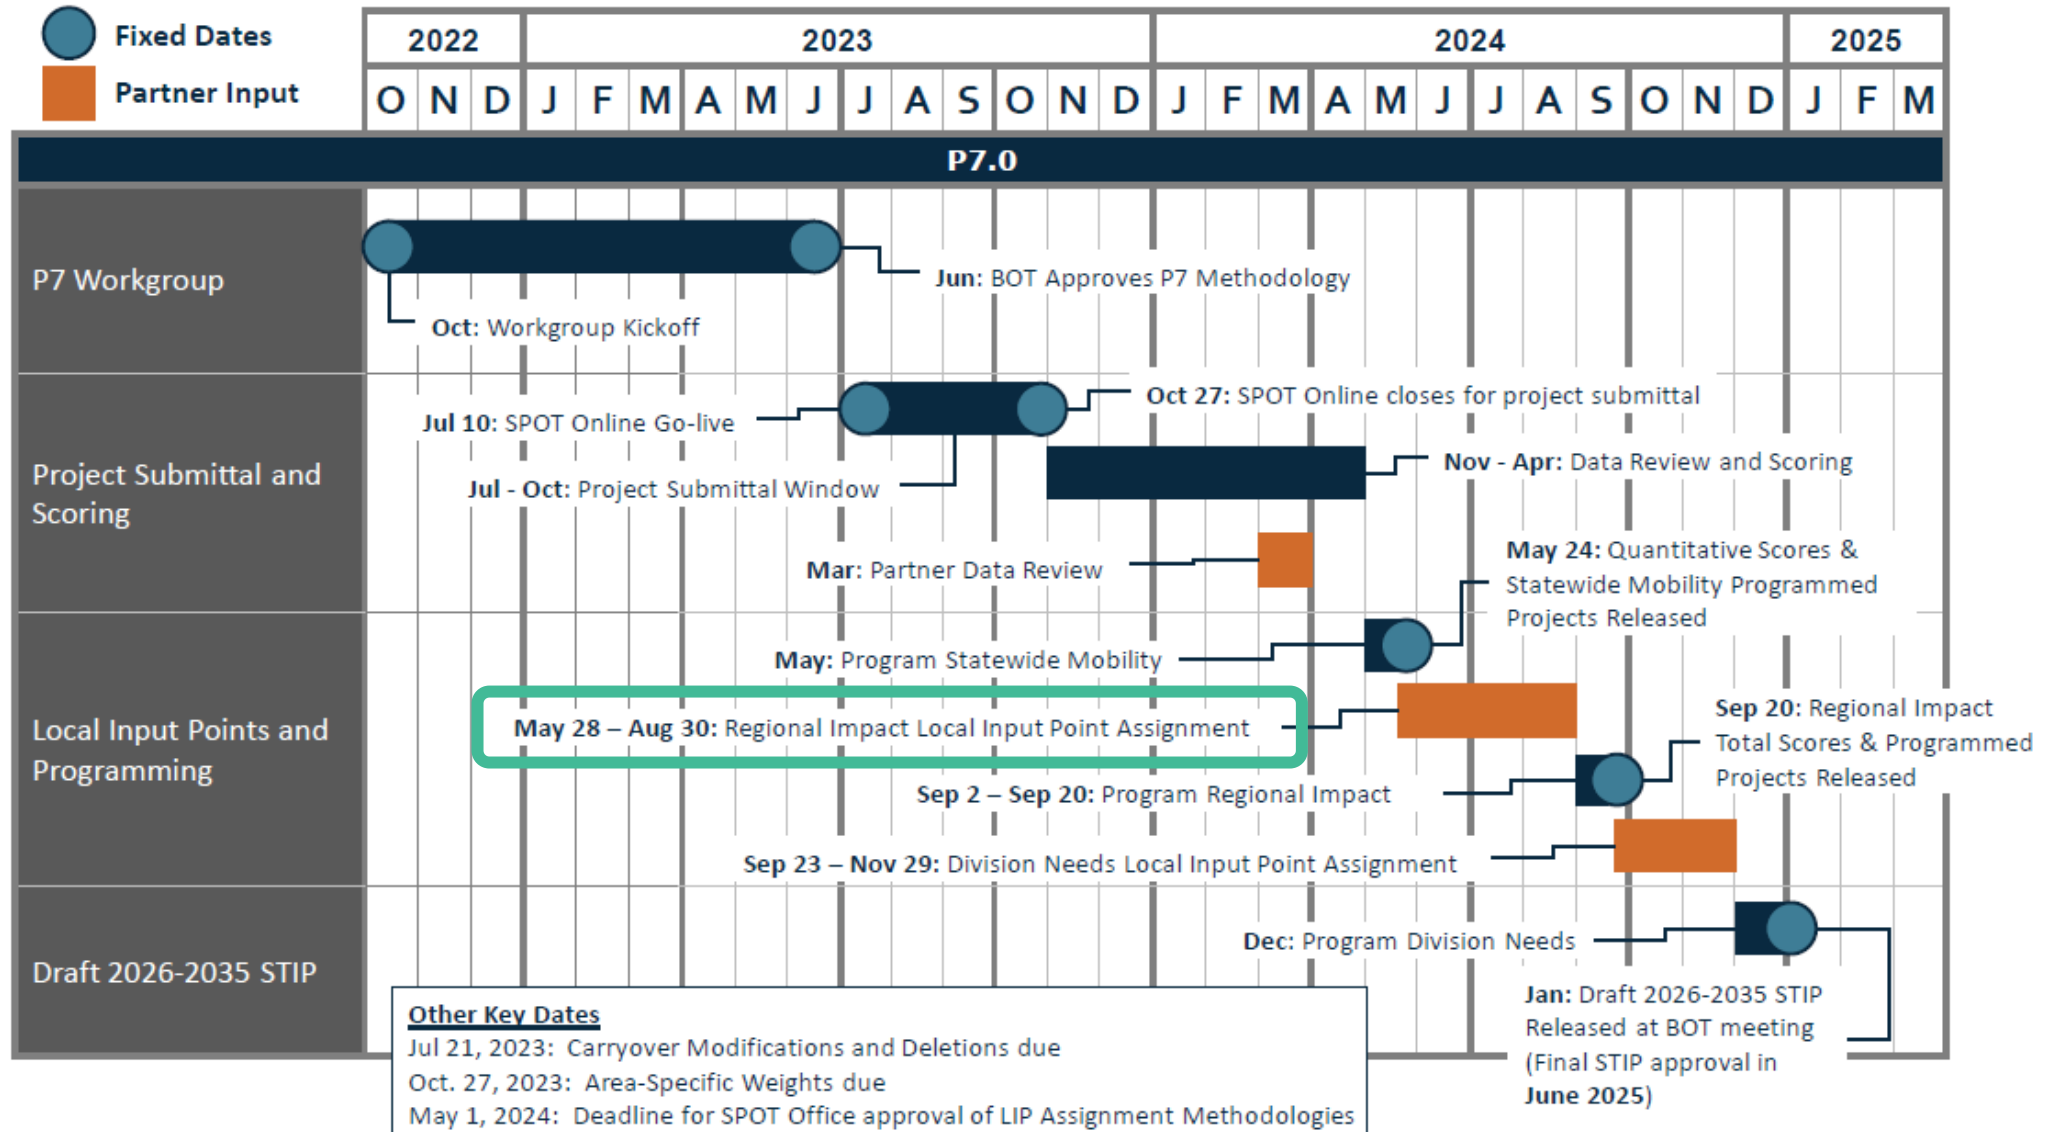 Fixed Dates
Partner Input
2022 2023 2024 2025
O N D J F M A M J J A S O N D J F M A M J J A S O N D J F M
P7.0
P7 Workgroup
Jun: BOT Approves P7 Methodology
Oct: Workgroup Kickoff
Project Submittal and
Scoring
Oct 27: SPOT Online closes for project submittal
Jul 10: SPOT Online Go-live
Nov - Apr: Data Review and Scoring
Jul - Oct: Project Submittal Window
Mar: Partner Data Review
May 24: Quantitative Scores &
Statewide Mobility Programmed
Projects Released
Local Input Points and
Programming
May: Program Statewide Mobility
May 28 – Aug 30: Regional Impact Local Input Point Assignment
Sep 20: Regional Impact
Total Scores & Programmed
Projects Released
Sep 2 – Sep 20: Program Regional Impact
Sep 23 – Nov 29: Division Needs Local Input Point Assignment
Draft 2026-2035 STIP
Dec: Program Division Needs
Jan: Draft 2026-2035 STIP
Released at BOT meeting
(Final STIP approval in
June 2025)
Other Key Dates
Jul 21, 2023: Carryover Modifications and Deletions due
Oct. 27, 2023: Area-Specific Weights due
May 1, 2024: Deadline for SPOT Office approval of LIP Assignment Methodologies